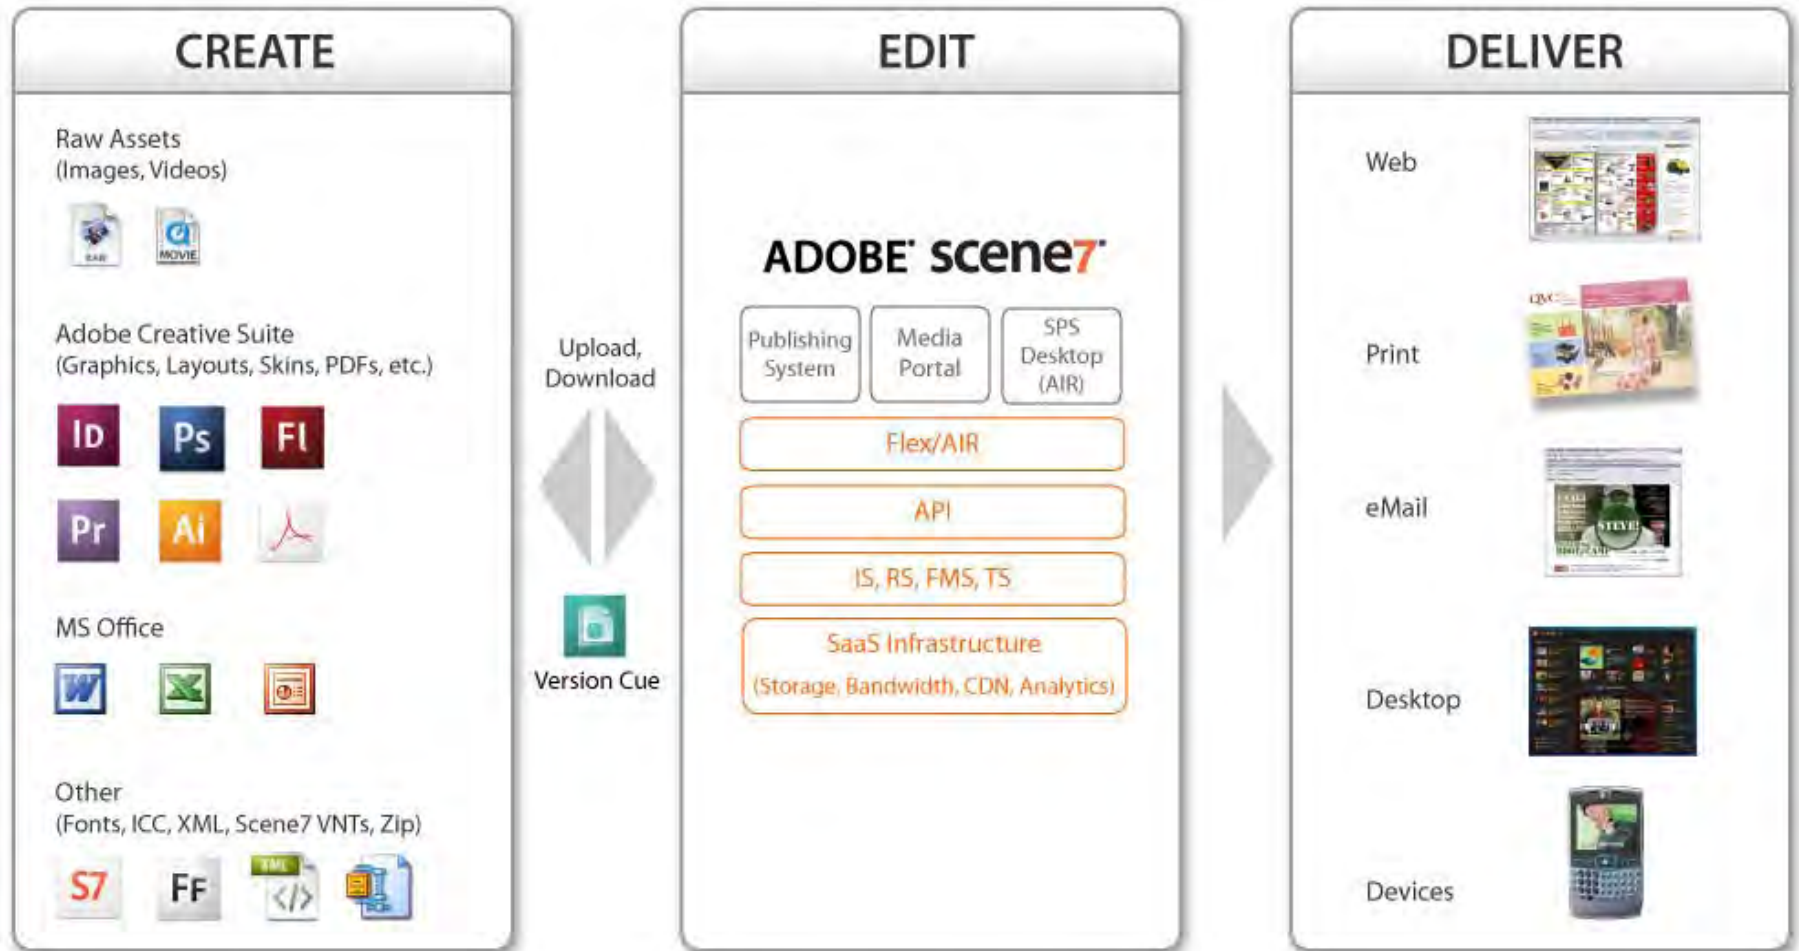 CREATE
Raw Assets
(Images, Videos)
RAW
MOVIE
Adobe Creative Suite
(Graphics, Layouts, Skins, PDFs, etc.)
ID
Ps
Fl
Pr
Ai
MS Office
W
X
Other
(Fonts, ICC, XML, Scene7 VNTs, Zip)
S7
FF
XML
</>
Upload,
Download
Version Cue
EDIT
ADOBE® scene7®
Publishing
System
Media
Portal
SPS
Desktop
(AIR)
Flex/AIR
API
IS, RS, FMS, TS
SaaS Infrastructure
(Storage, Bandwidth, CDN, Analytics)
DELIVER
Web
Print
QVC
eMail
STEVE!
Desktop
Devices